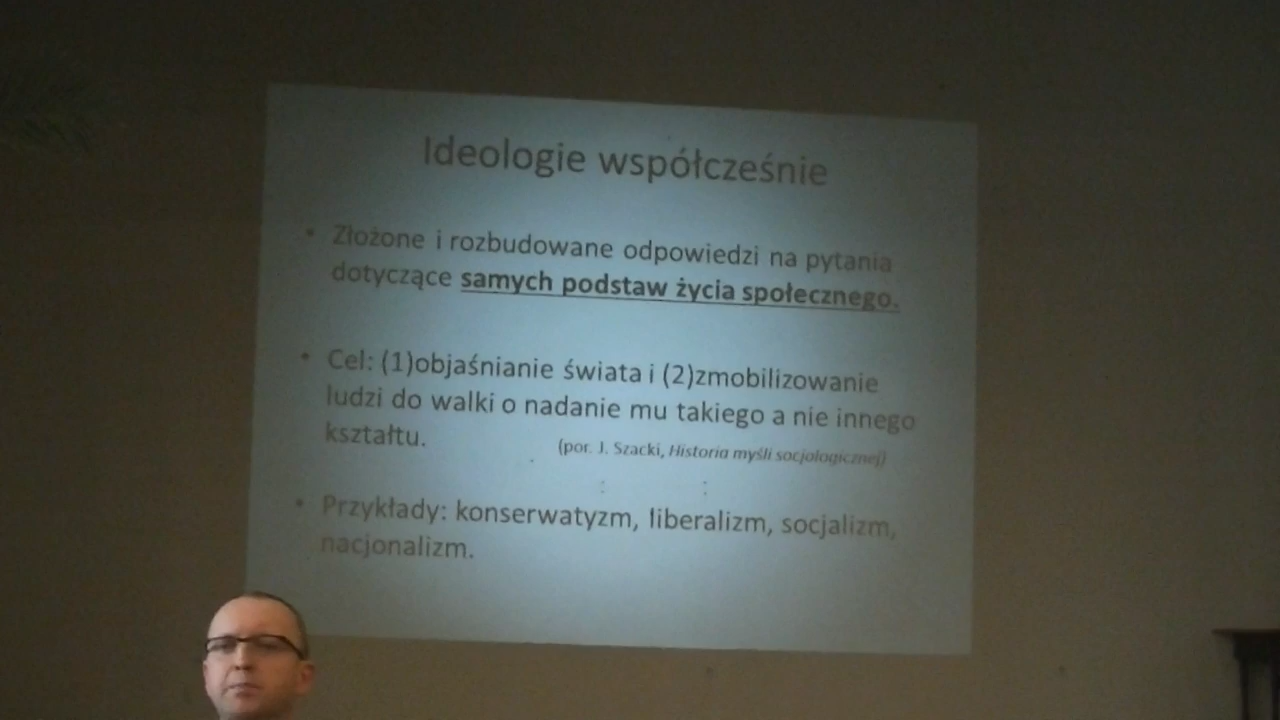 Ideologie współcześnie
• Złożone i rozbudowane odpowiedzi na pytania
dotyczące samych podstaw życia społecznego.
• Cel: (1)objaśnianie świata i (2)zmobilizowanie
ludzi do walki o nadanie mu takiego a nie innego
kształtu.
(por. J. Szacki, Historia myśli socjologicznej)
• Przykłady: konserwatyzm, liberalizm, socjalizm,
nacjonalizm.